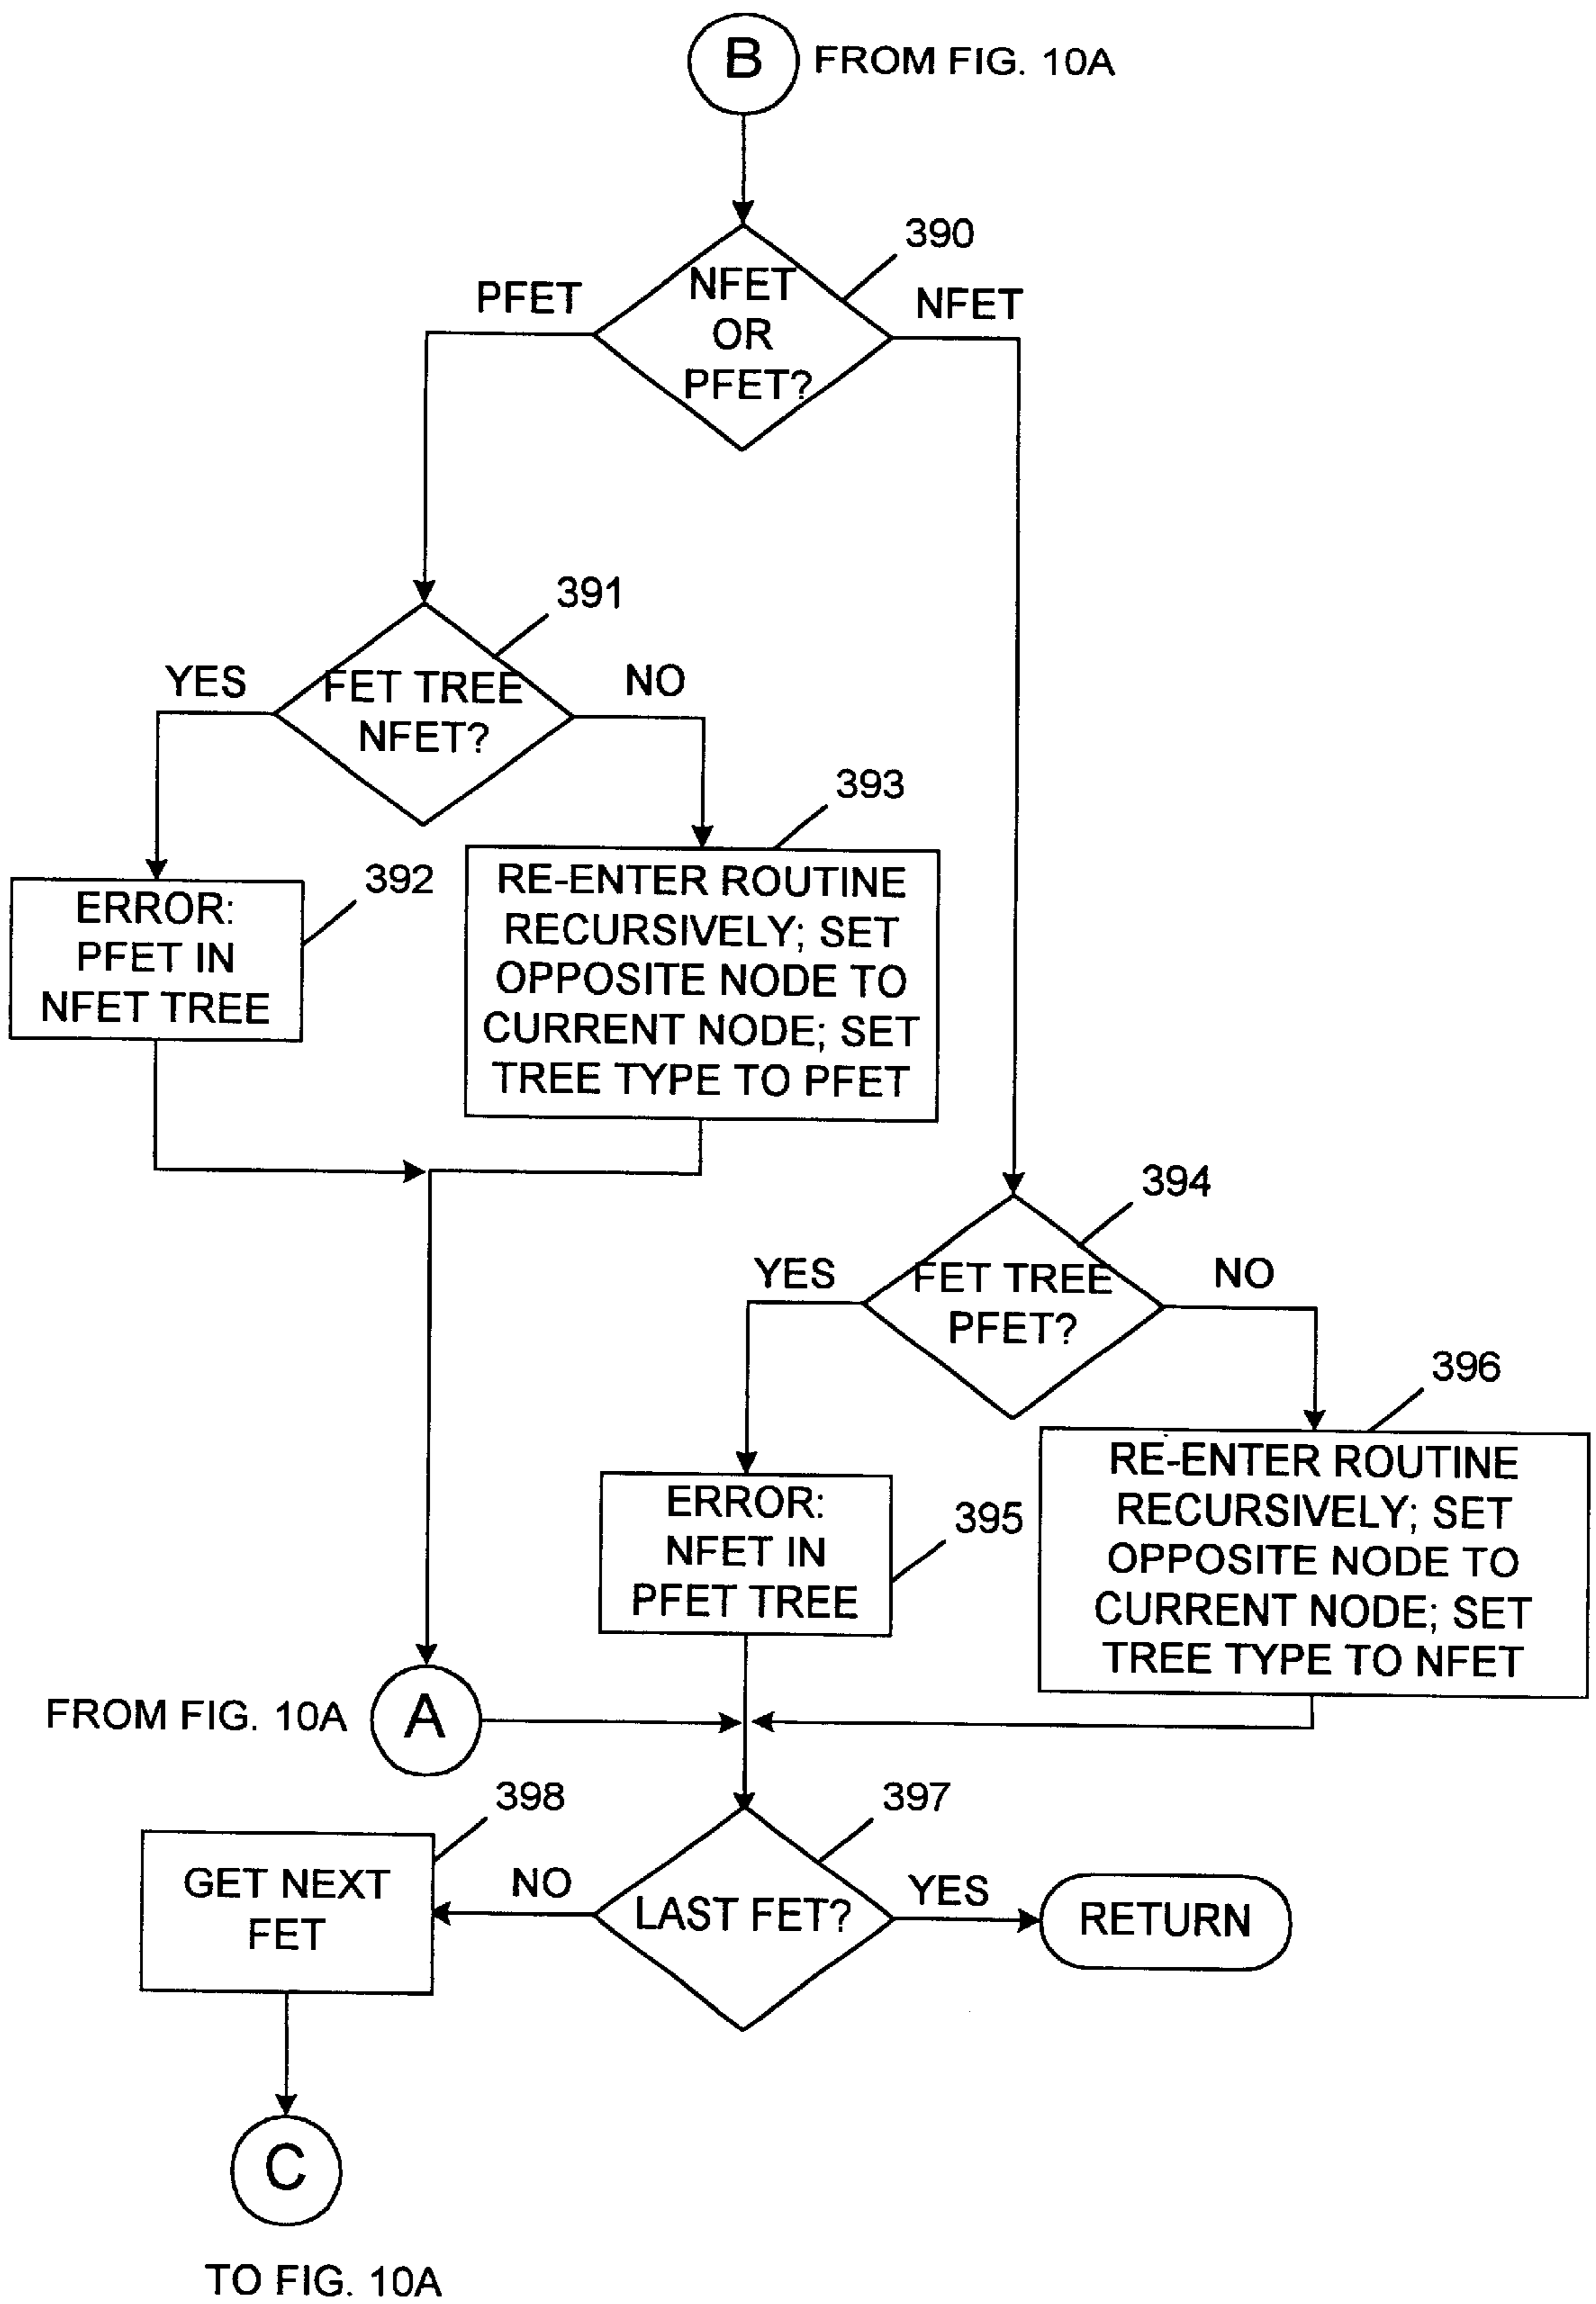 B
FROM FIG. 10A
390
PFET
NFET
OR
PFET?
NFET
391
YES
FET TREE
NFET?
NO
393
392
ERROR:
PFET IN
NFET TREE
RE-ENTER ROUTINE
RECURSIVELY; SET
OPPOSITE NODE TO
CURRENT NODE; SET
TREE TYPE TO PFET
394
YES
FET TREE
PFET?
NO
396
395
ERROR:
NFET IN
PFET TREE
RE-ENTER ROUTINE
RECURSIVELY; SET
OPPOSITE NODE TO
CURRENT NODE; SET
TREE TYPE TO NFET
FROM FIG. 10A
A
398
397
GET NEXT
FET
NO
LAST FET?
YES
RETURN
C
TO FIG. 10A